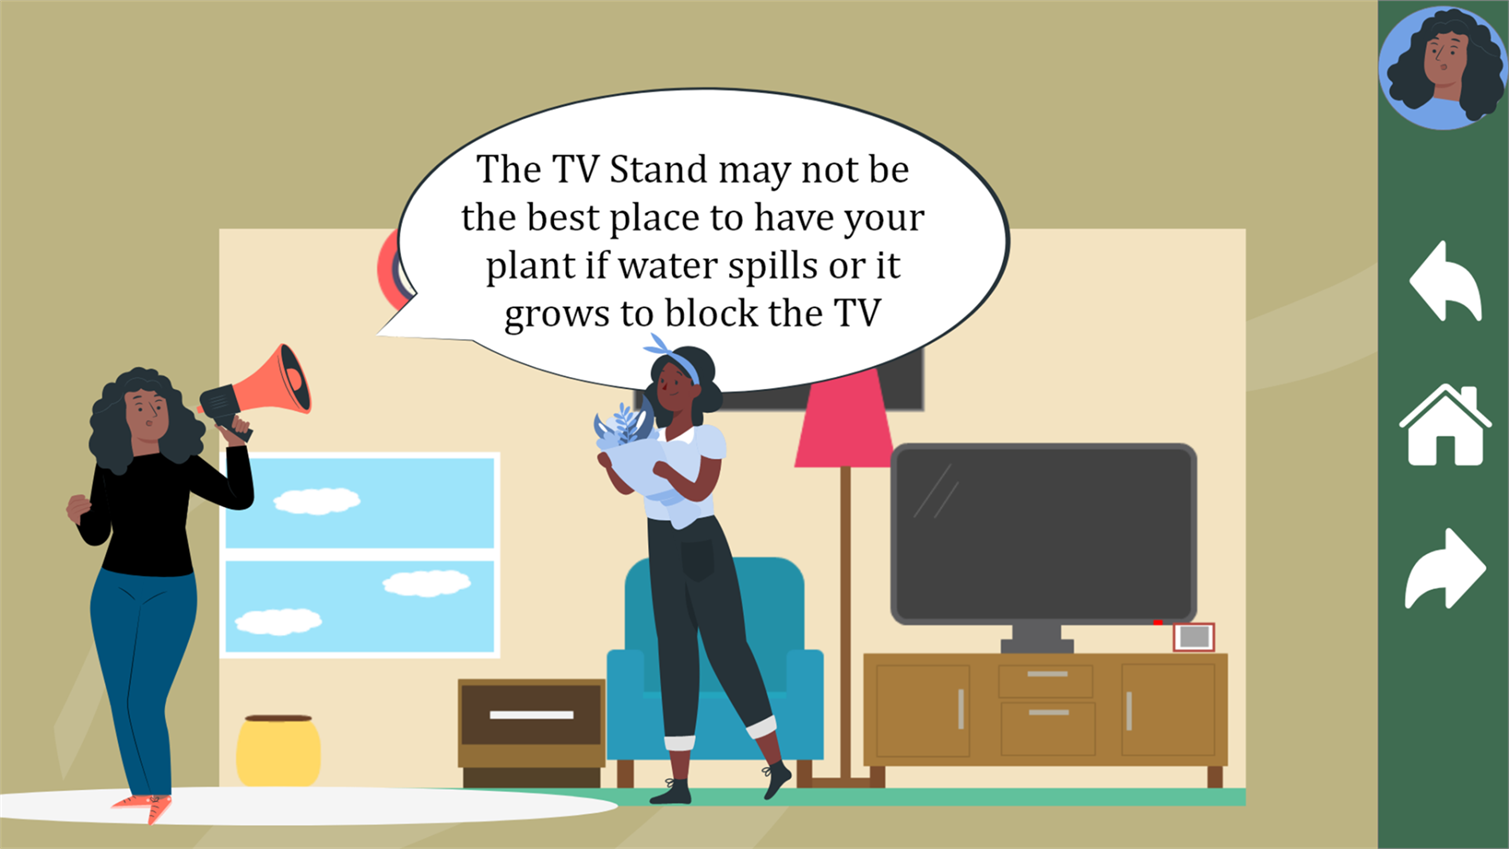 The TV Stand may not be
the best place to have your
plant if water spills or it
grows to block the TV